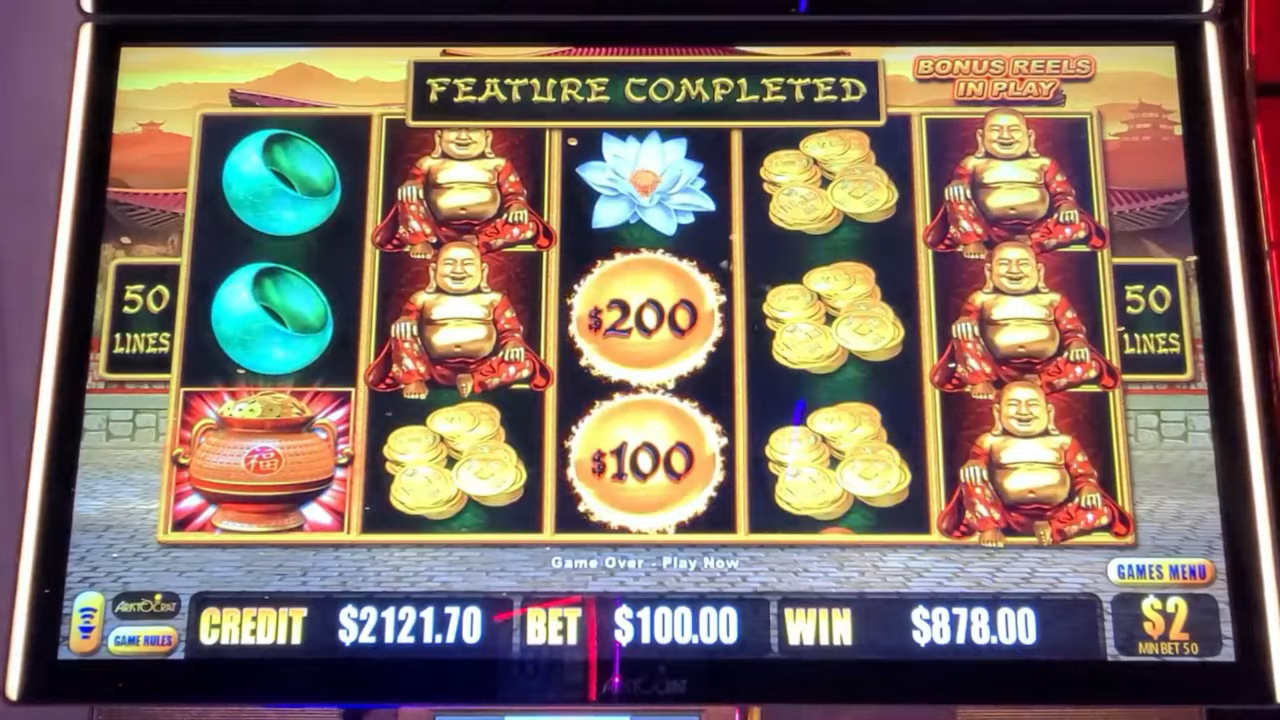 FEATURE COMPLETED
BONUS REELS
IN PLAY
50
LINES
50
LINES
$200
$100
福
Game Over - Play Now
GAMES MENU
ARISTOCRAT
GAME RULES
CREDIT $2121.70
BET $100.00
WIN $878.00
$2
MIN BET 50
ARISTOCRAT